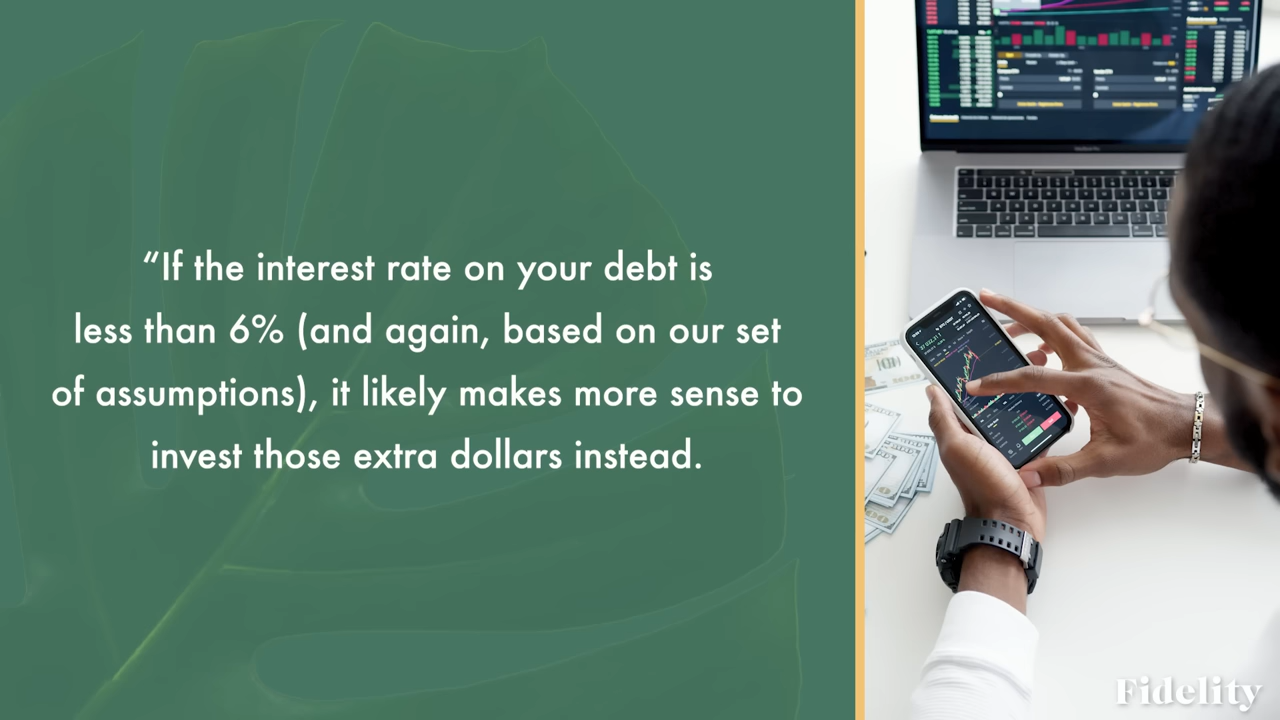 “If the interest rate on your debt is
less than 6% (and again, based on our set
of assumptions), it likely makes more sense to
invest those extra dollars instead.
Fidelity